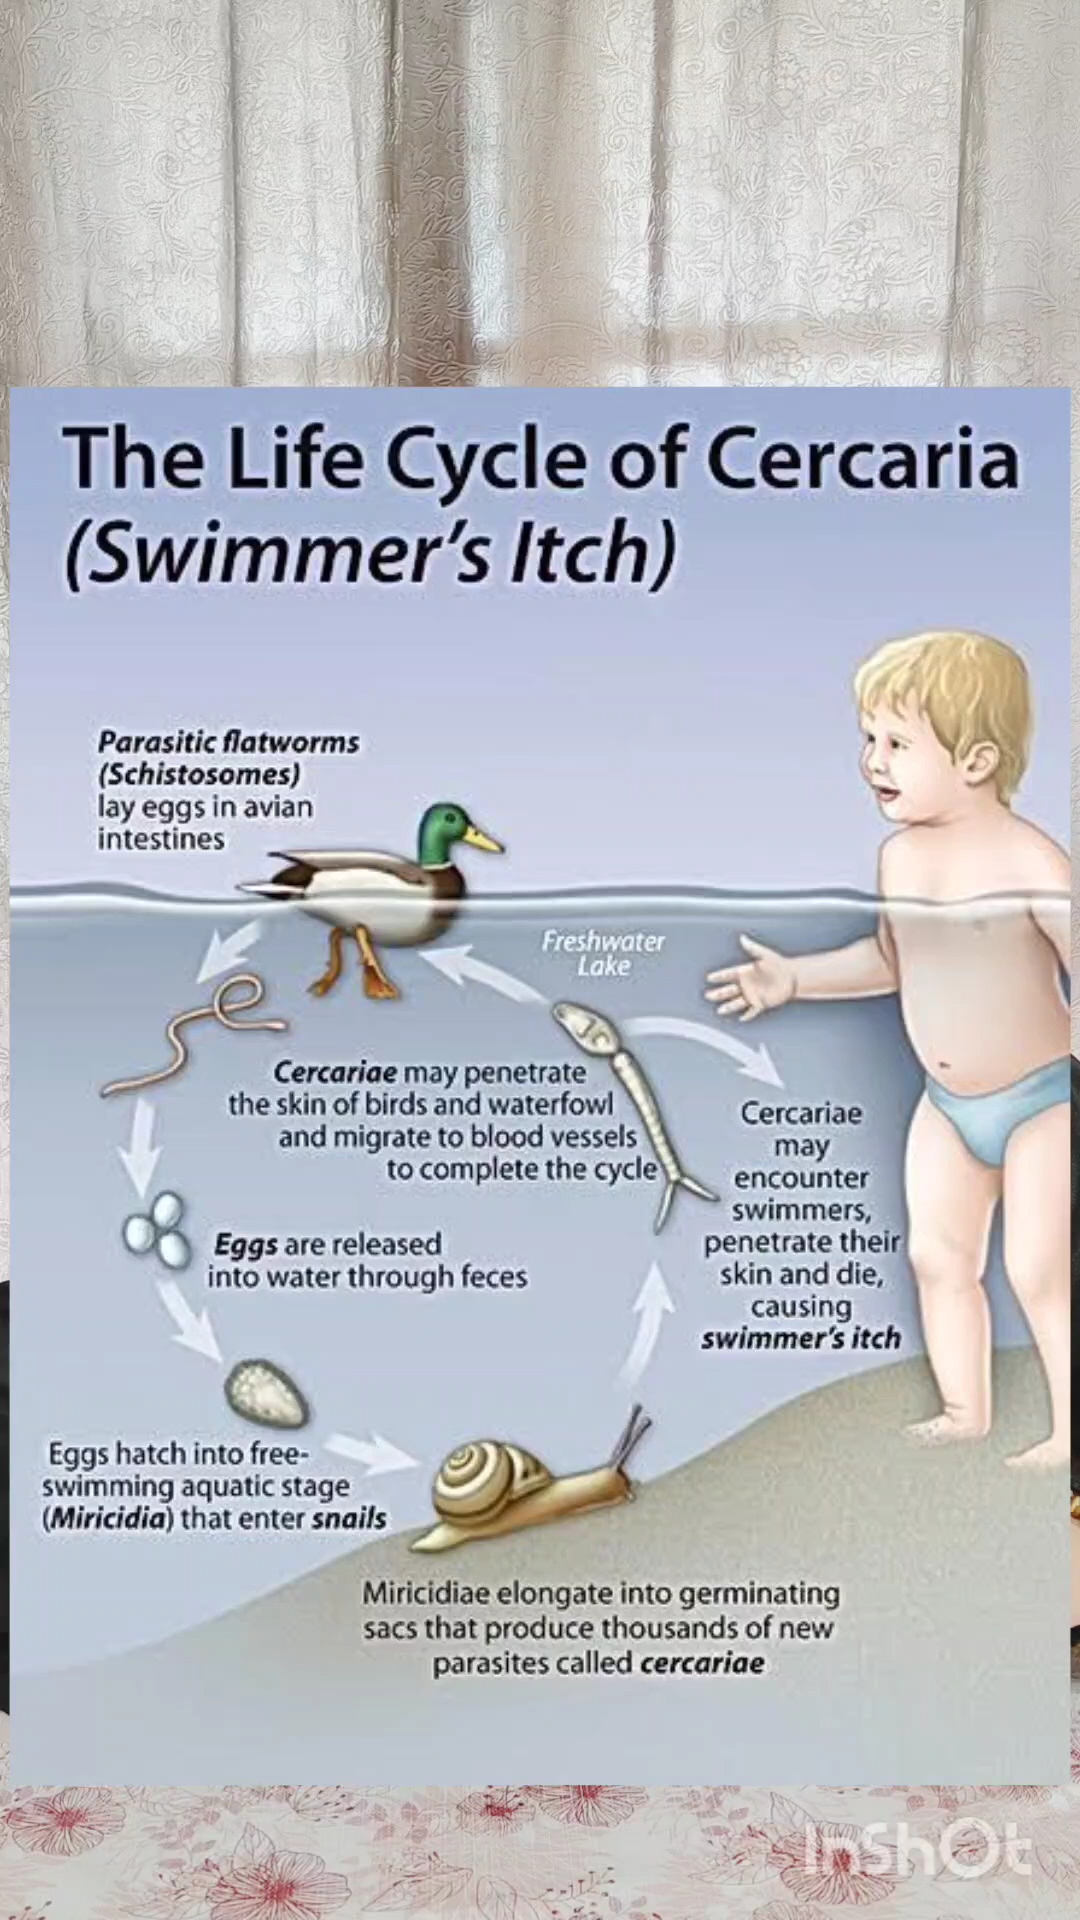 The Life Cycle of Cercaria
(Swimmer's Itch)
Parasitic flatworms
(Schistosomes)
lay eggs in avian
intestines
Freshwater
Lake
Cercariae may penetrate
the skin of birds and waterfowl
and migrate to blood vessels
to complete the cycle
Cercariae
may
encounter
swimmers,
penetrate their
skin and die,
causing
swimmer's itch
Eggs are released
into water through feces
Eggs hatch into free-
swimming aquatic stage
(Miricidia) that enter snails
Miricidiae elongate into germinating
sacs that produce thousands of new
parasites called cercariae
InShOt